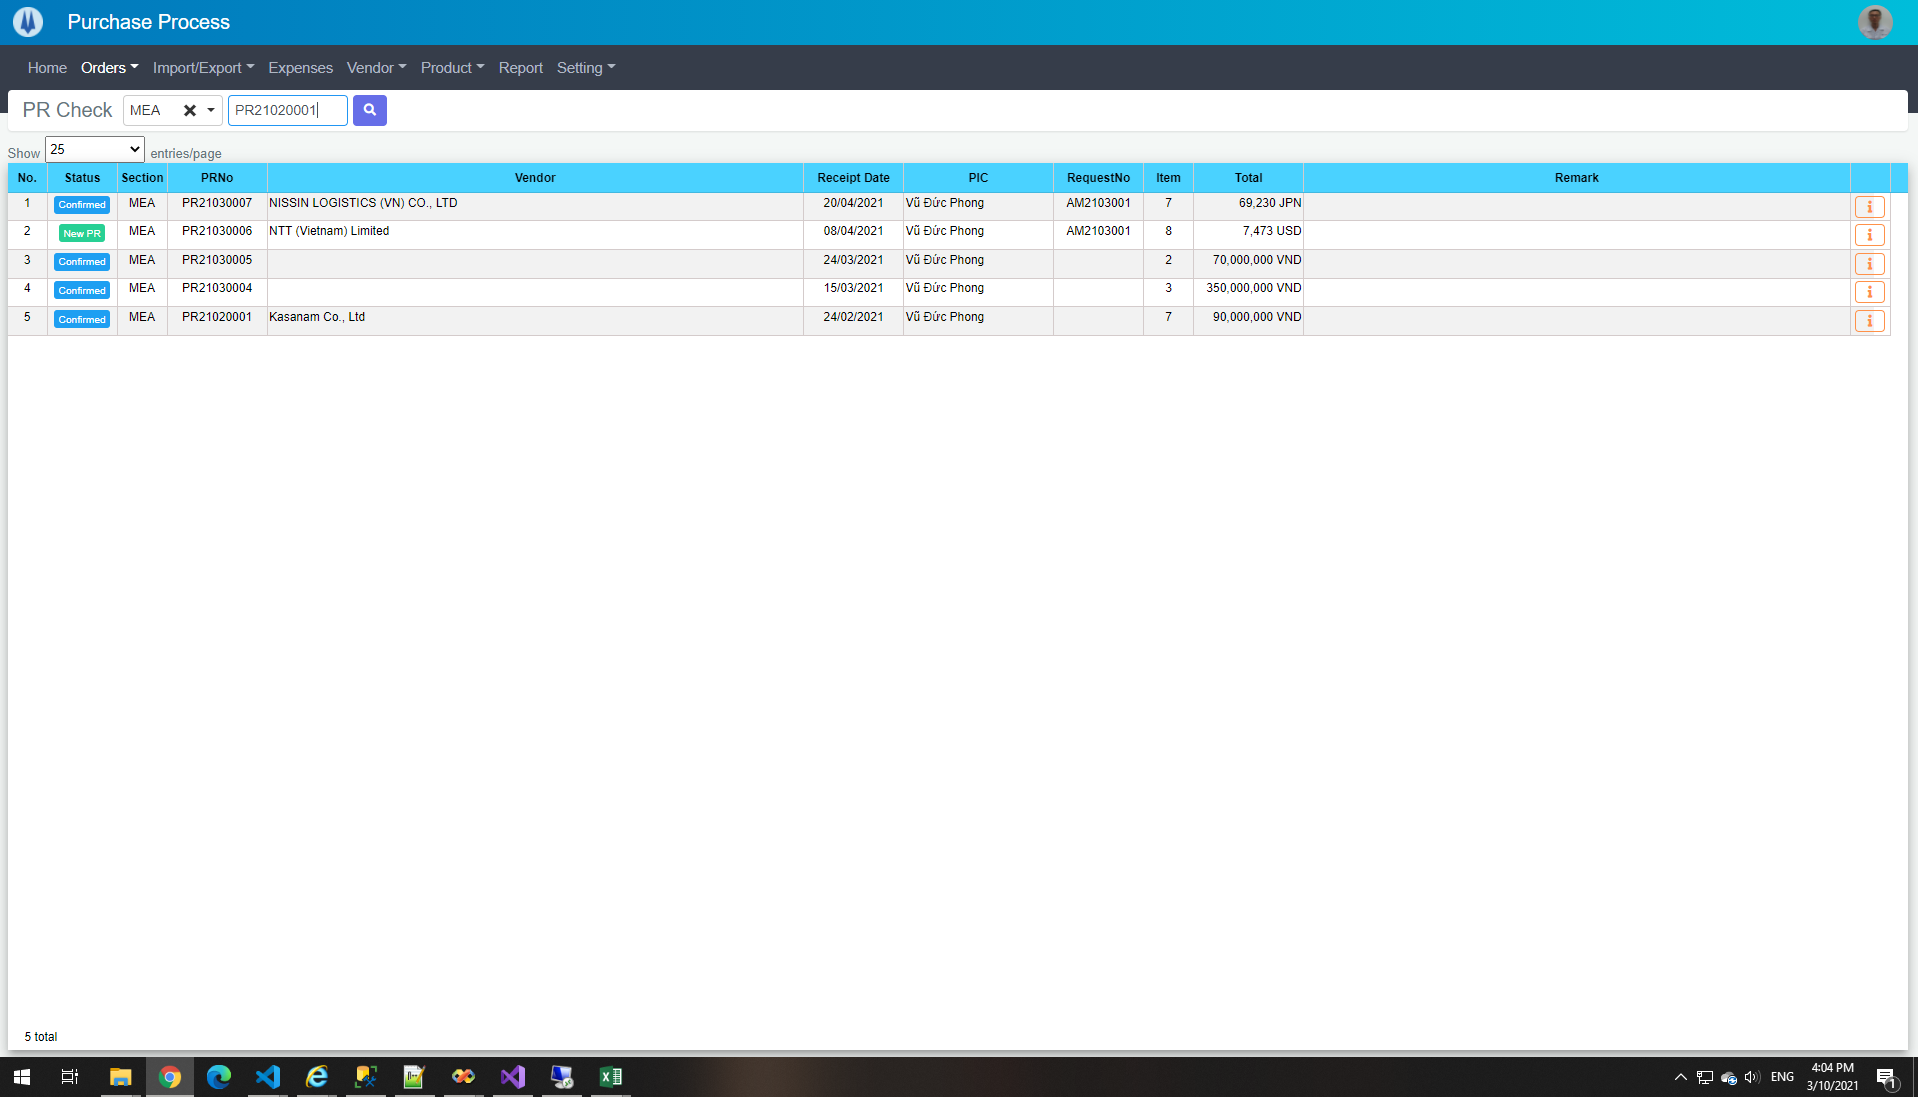 Purchase Process
Home Orders Import/Export Expenses Vendor Product Report Setting
PR Check MEA PR21020001
Show 25 entries/page
No. Status Section PRNo Vendor Receipt Date PIC RequestNo Item Total Remark
1 Confirmed MEA PR21030007 NISSIN LOGISTICS (VN) CO., LTD 20/04/2021 Vũ Đức Phong AM2103001 7 69,230 JPN
2 New PR MEA PR21030006 NTT (Vietnam) Limited 08/04/2021 Vũ Đức Phong AM2103001 8 7,473 USD
3 Confirmed MEA PR21030005 24/03/2021 Vũ Đức Phong 2 70,000,000 VND
4 Confirmed MEA PR21030004 15/03/2021 Vũ Đức Phong 3 350,000,000 VND
5 Confirmed MEA PR21020001 Kasanam Co., Ltd 24/02/2021 Vũ Đức Phong 7 90,000,000 VND
5 total
ENG 4:04 PM
3/10/2021
1